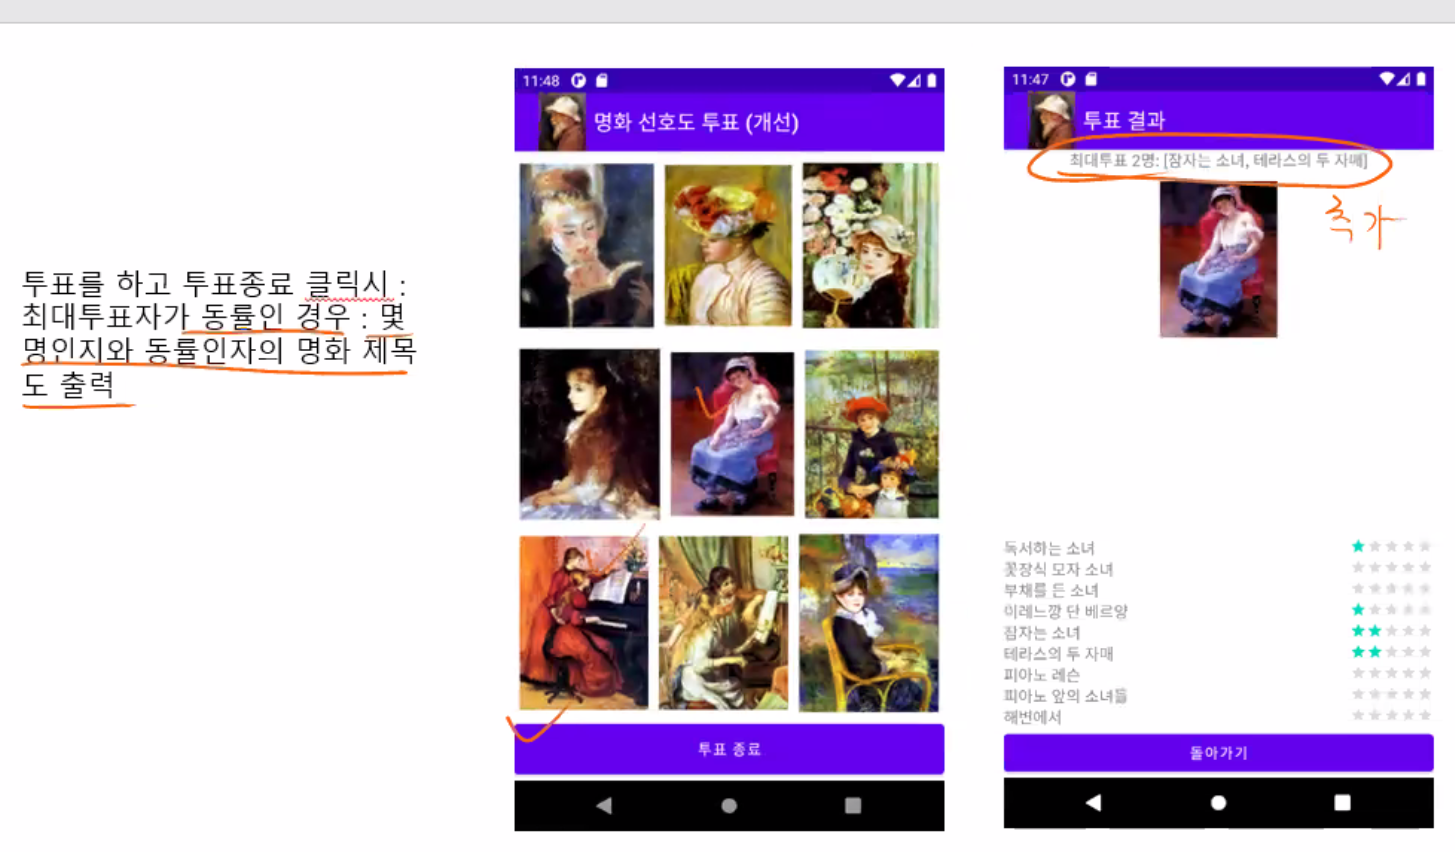 투표를 하고 투표종료 클릭시 :
최대투표자가 동률인 경우 : 몇
명인지와 동률인자의 명화 제목
도 출력
11:48
명화 선호도 투표 (개선)
투표 종료
11:47
투표 결과
최대투표 2명: [잠자는 소녀, 테라스의 두 자매]
추가
독서하는 소녀
꽃장식 모자 소녀
부채를 든 소녀
이레느깡 단 베르양
잠자는 소녀
테라스의 두 자매
피아노 레슨
피아노 앞의 소녀들
해변에서
돌아가기